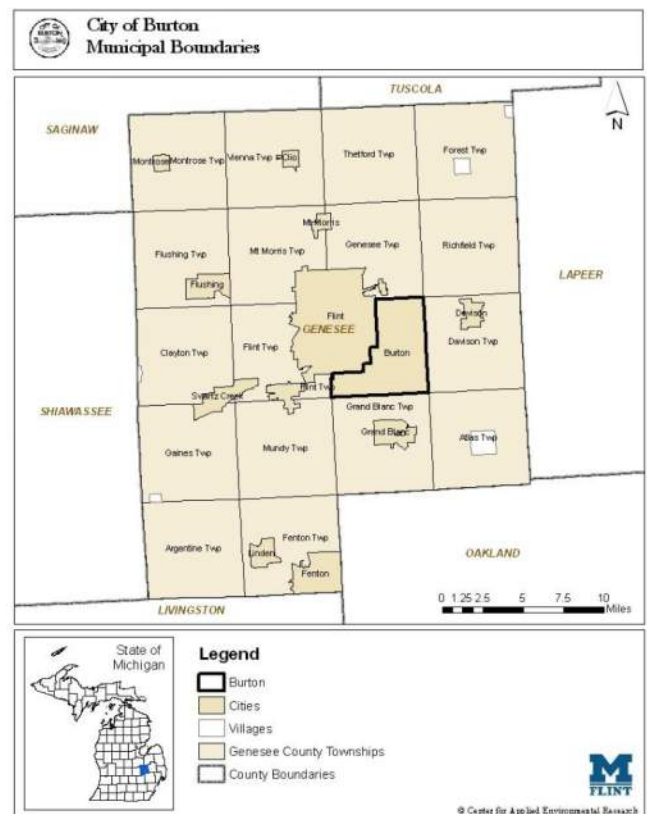 City of Burton
Municipal Boundaries
TUSCOLA
SAGINAW
N
Montrose
Montrose Twp
Vienna Twp
Clio
Thetford Twp
Forest Twp
Mt Morris
Flushing Twp
Mt Morris Twp
Genesee Twp
Richfield Twp
LAPEER
Flushing
Flint
GENESEE
Davison
Clayton Twp
Flint Twp
Burton
Davison Twp
Swartz Creek
Flint Twp
SHIAWASSEE
Grand Blanc Twp
Grand Blanc
Atlas Twp
Gaines Twp
Mundy Twp
Argentine Twp
Fenton Twp
Linden
Fenton
OAKLAND
0 1.25 2.5 5 7.5 10
Miles
LIVINGSTON
State of
Michigan
Legend
Burton
Cities
Villages
Genesee County Townships
County Boundaries
M
FLINT
© Center for Applied Environmental Research